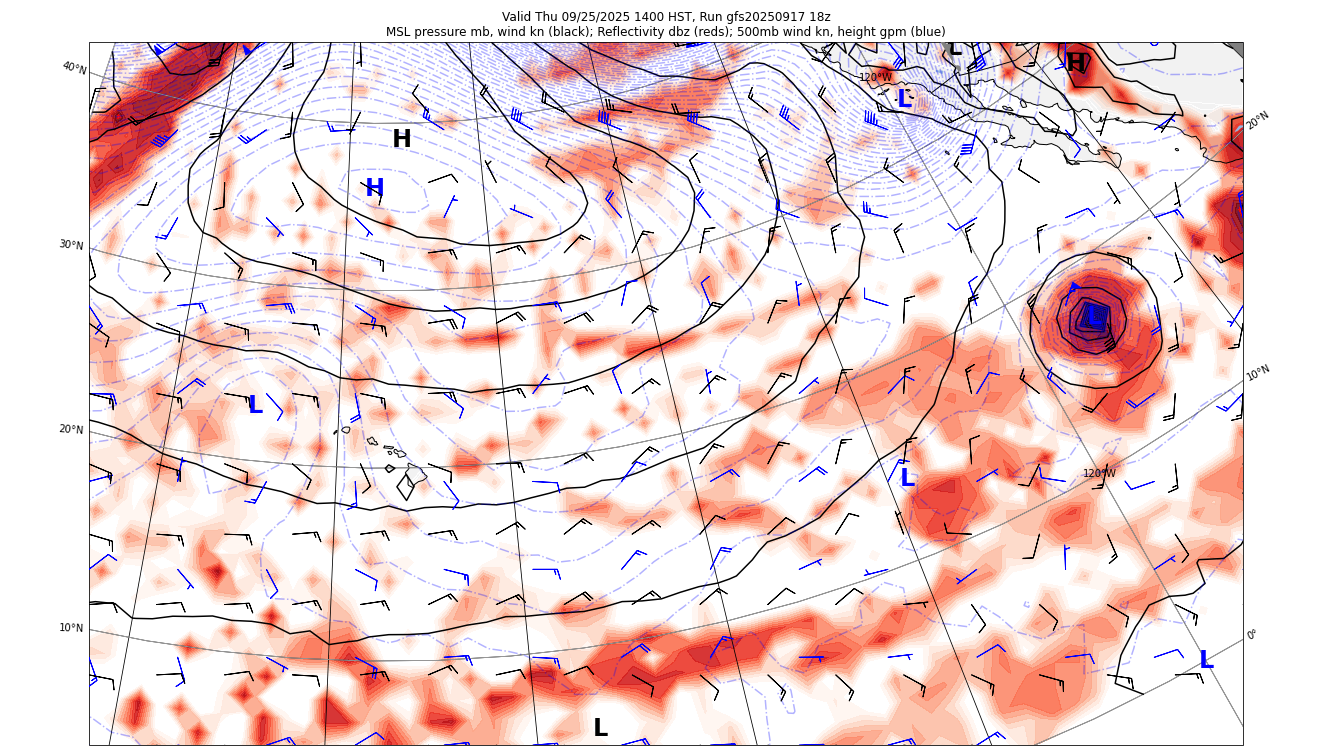 Valid Thu 09/25/2025 1400 HST, Run gfs20250917 18z
MSL pressure mb, wind kn (black); Reflectivity dbz (reds); 500mb wind kn, height gpm (blue)
L
H
40°N
120°W
L
20°N
H
H
30°N
L
10°N
L
20°N
120°W
L
10°N
0°
L
L